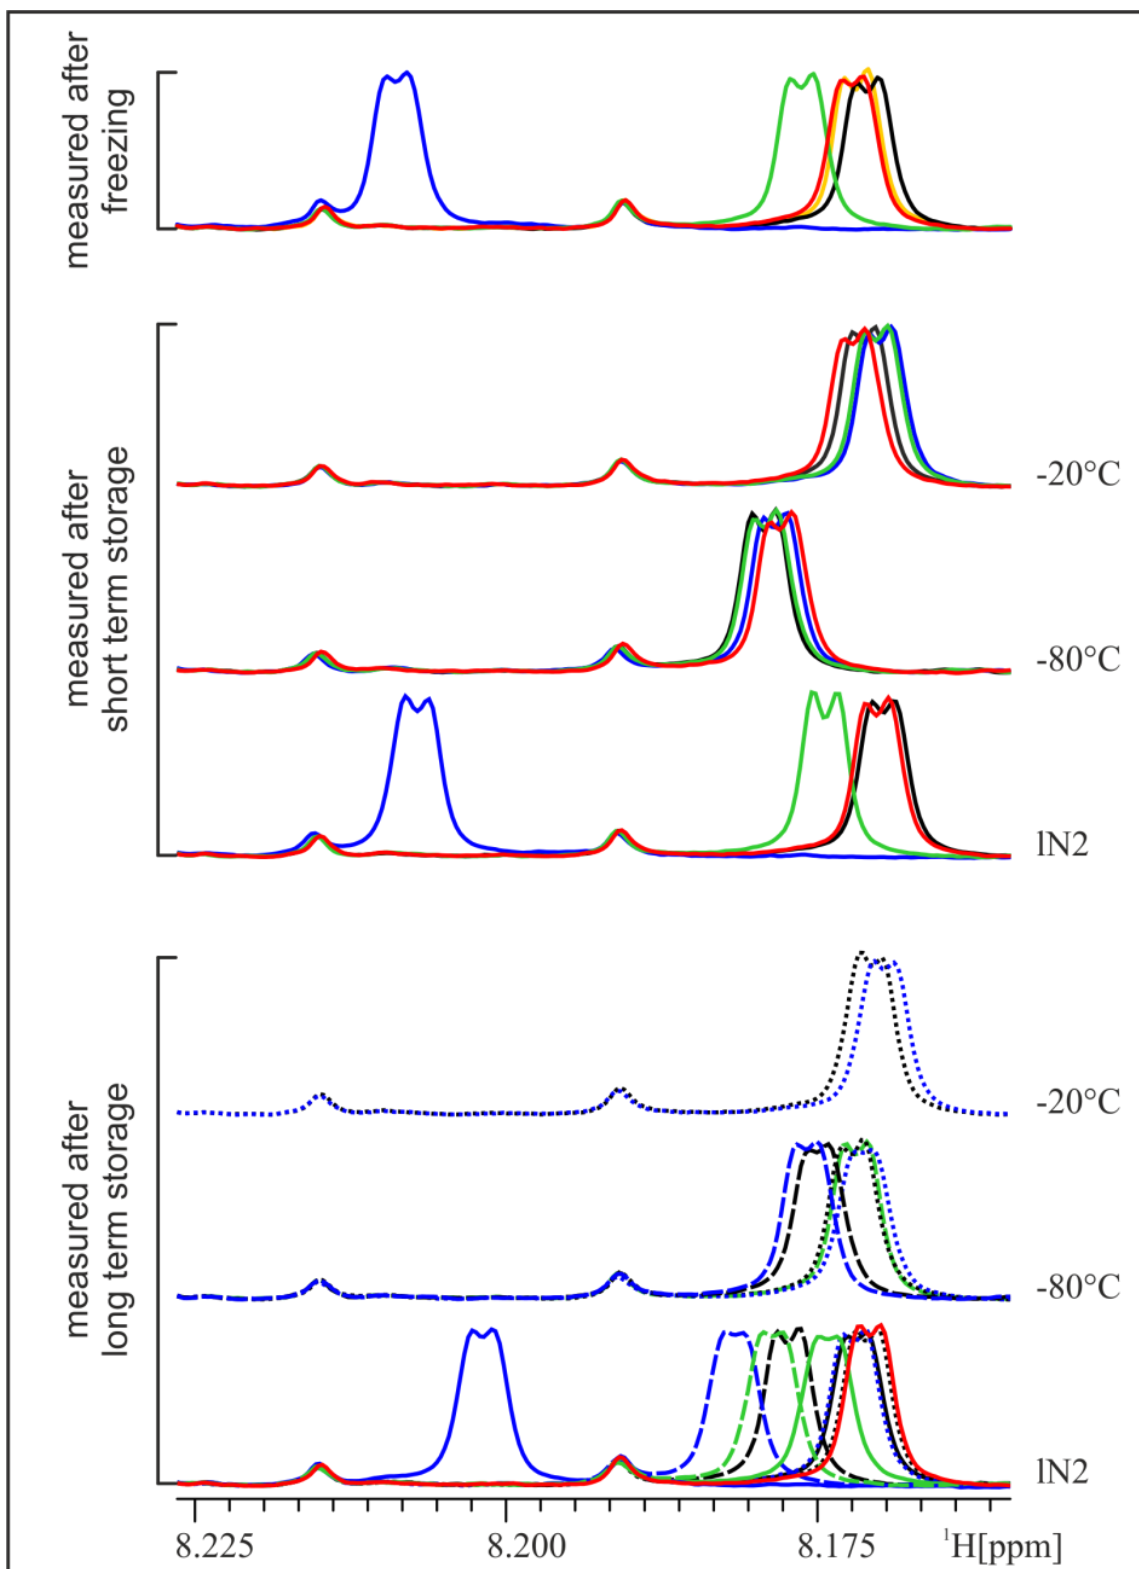 measured after
freezing
measured after
short term storage
-20°C
-80°C
lN2
measured after
long term storage
-20°C
-80°C
lN2
8.225
8.200
8.175
¹H[ppm]